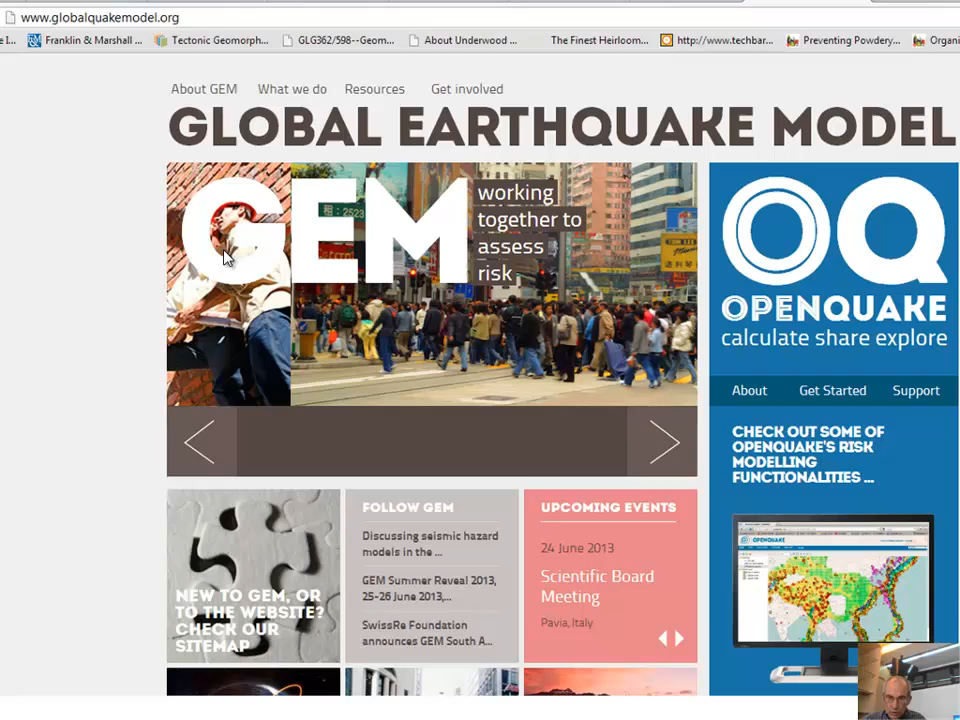 www.globalquakemodel.org
Franklin & Marshall ... Tectonic Geomorph... GLG362/598--Geom... About Underwood ... The Finest Heirloom... http://www.techbar... Preventing Powdery... Organi
About GEM What we do Resources Get involved
GLOBAL EARTHQUAKE MODEL
GEM
working
together to
assess
risk
OQ
OPENQUAKE
calculate share explore
About Get Started Support
CHECK OUT SOME OF
OPENQUAKE'S RISK
MODELLING
FUNCTIONALITIES ...
OPENQUAKE
NEW TO GEM, OR
TO THE WEBSITE?
CHECK OUR
SITEMAP
FOLLOW GEM
Discussing seismic hazard
models in the ...
GEM Summer Reveal 2013,
25-26 June 2013,...
SwissRe Foundation
announces GEM South A...
UPCOMING EVENTS
24 June 2013
Scientific Board
Meeting
Pavia, Italy